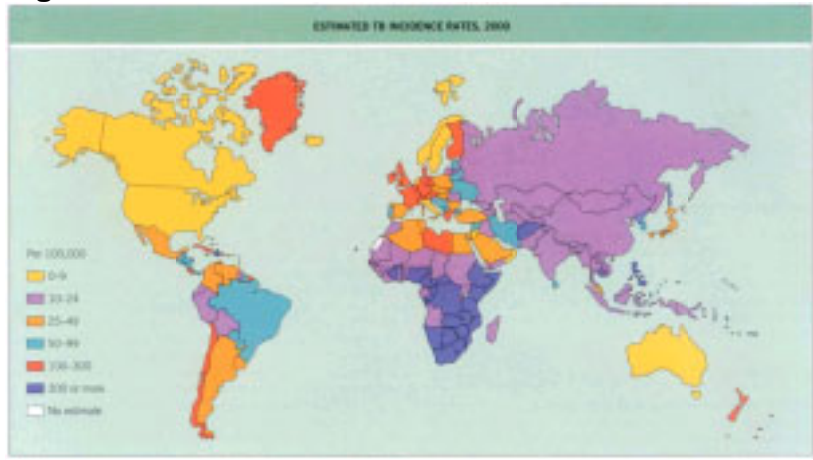 ESTIMATED TB INCIDENCE RATES, 2000
Per 100,000
0–9
10–24
25–49
50–99
100–300
300 or more
No estimate